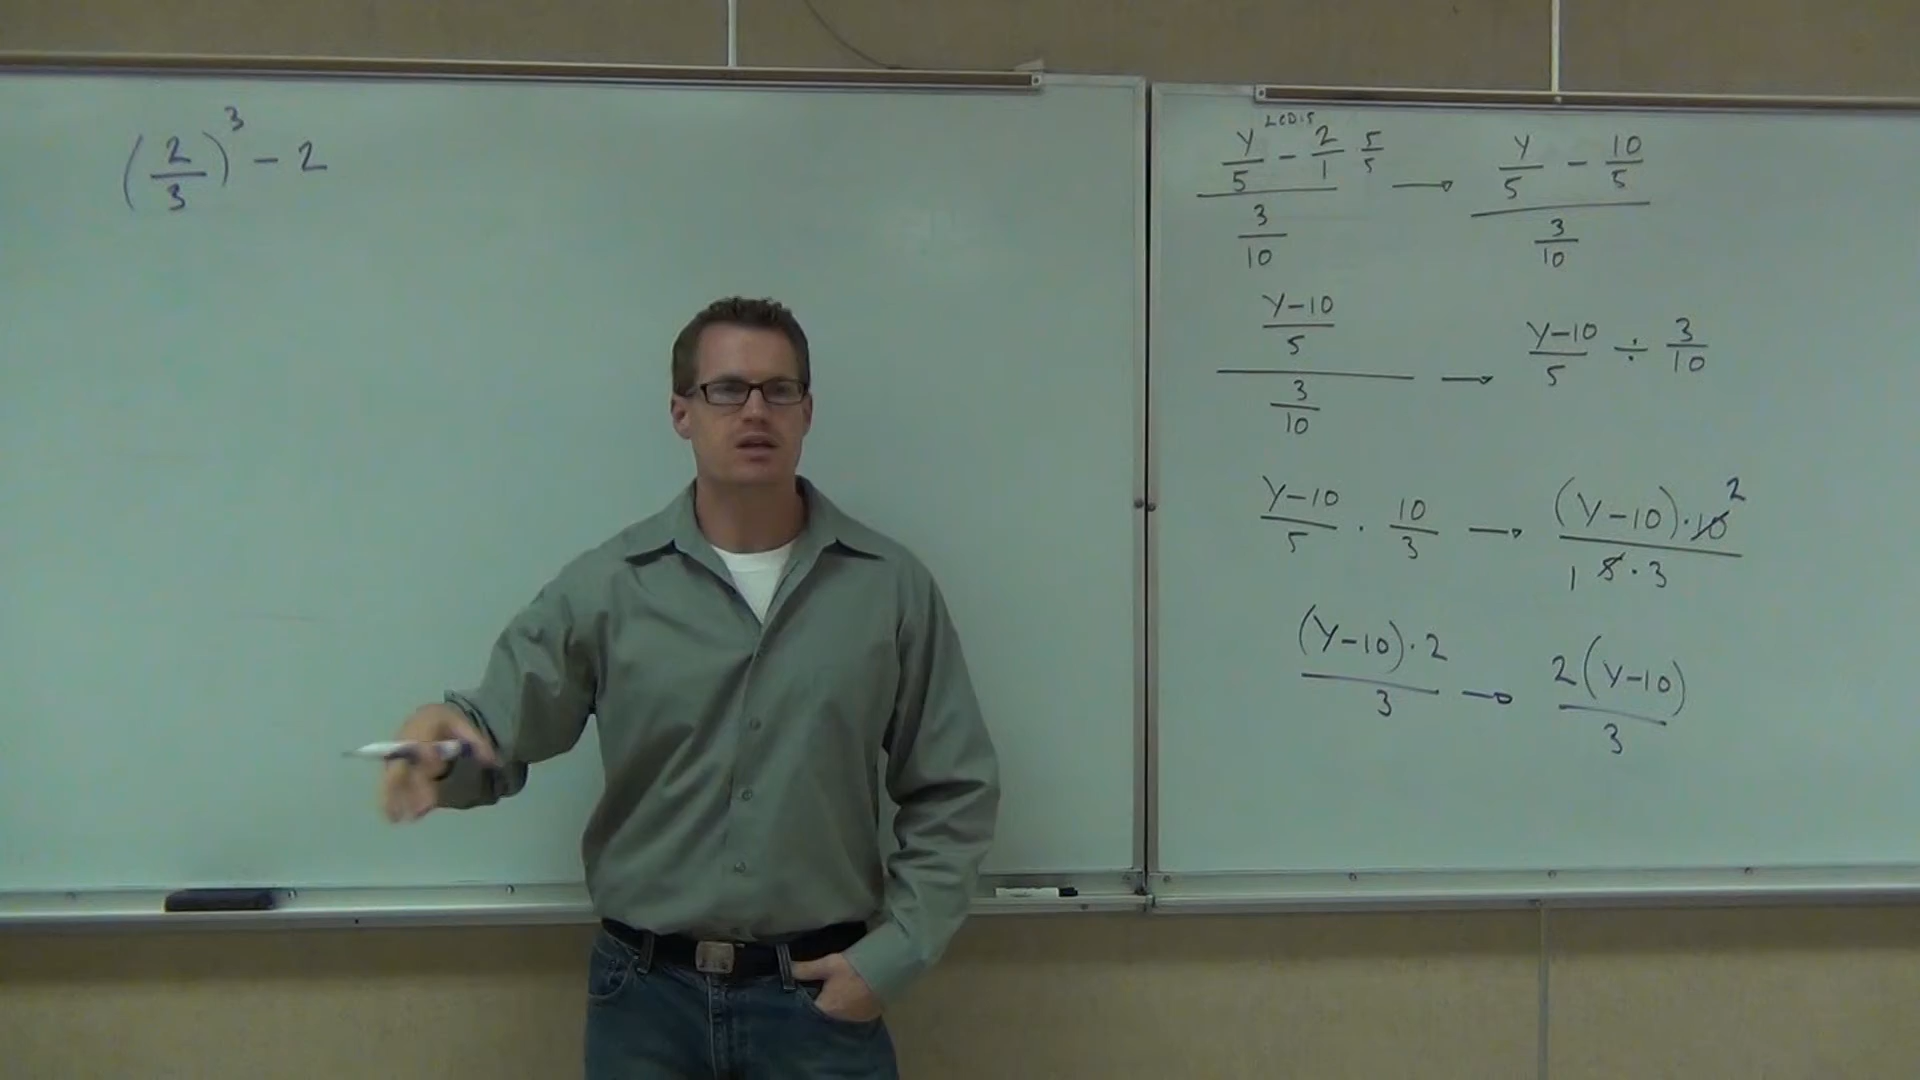 (2/3)^3 - 2
LCD: 5
(y/5 - 2/1 5/5)/(3/10) → (y/5 - 10/5)/(3/10)
((y-10)/5)/(3/10) → (y-10)/5 ÷ 3/10
(y-10)/5 · 10/3 → ((y-10)·10 2)/(1 5·3)
((y-10)·2)/3 → 2(y-10)/3